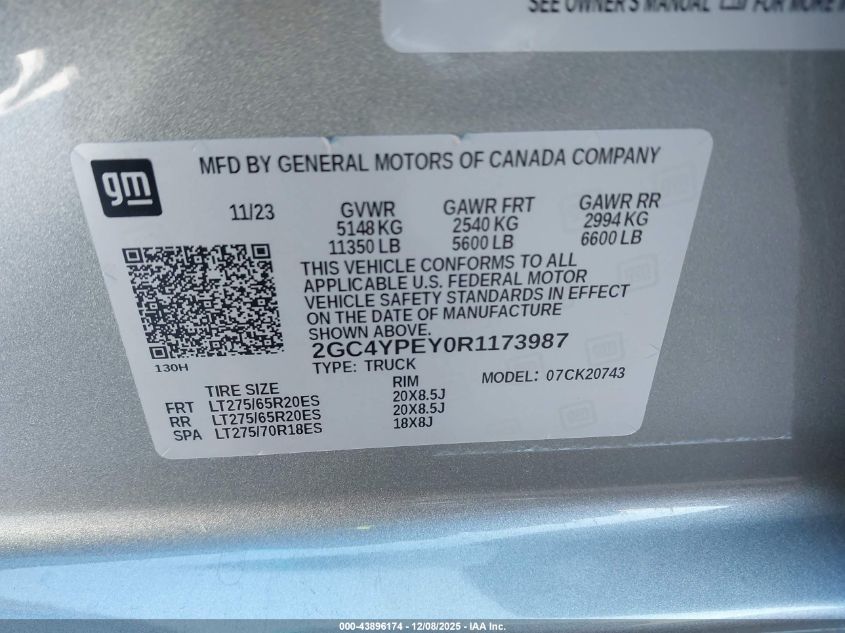 SEE OWNER'S MANUAL FOR MORE
gm
MFD BY GENERAL MOTORS OF CANADA COMPANY
11/23 GVWR GAWR FRT GAWR RR
5148 KG 2540 KG 2994 KG
11350 LB 5600 LB 6600 LB
THIS VEHICLE CONFORMS TO ALL
APPLICABLE U.S. FEDERAL MOTOR
VEHICLE SAFETY STANDARDS IN EFFECT
ON THE DATE OF MANUFACTURE
SHOWN ABOVE.
2GC4YPEY0R1173987
130H
TYPE: TRUCK MODEL: 07CK20743
TIRE SIZE RIM
FRT LT275/65R20ES 20X8.5J
RR LT275/65R20ES 20X8.5J
SPA LT275/70R18ES 18X8J
000-43896174 - 12/08/2025 - IAA Inc.